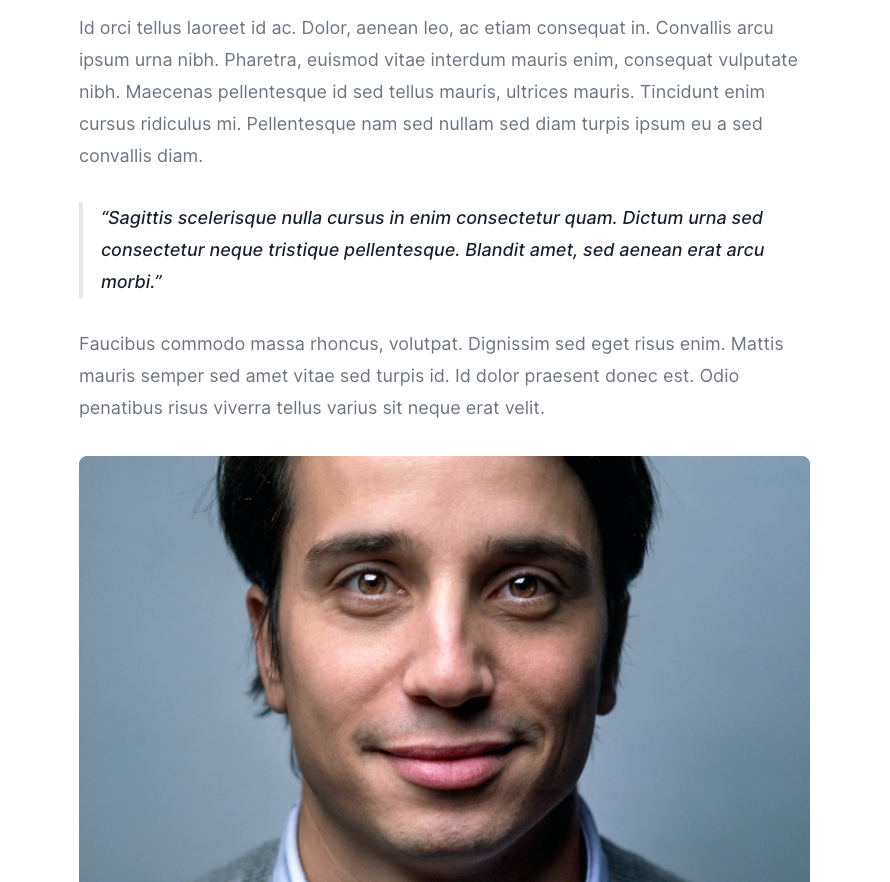 Id orci tellus laoreet id ac. Dolor, aenean leo, ac etiam consequat in. Convallis arcu
ipsum urna nibh. Pharetra, euismod vitae interdum mauris enim, consequat vulputate
nibh. Maecenas pellentesque id sed tellus mauris, ultrices mauris. Tincidunt enim
cursus ridiculus mi. Pellentesque nam sed nullam sed diam turpis ipsum eu a sed
convallis diam.
“Sagittis scelerisque nulla cursus in enim consectetur quam. Dictum urna sed
consectetur neque tristique pellentesque. Blandit amet, sed aenean erat arcu
morbi.”
Faucibus commodo massa rhoncus, volutpat. Dignissim sed eget risus enim. Mattis
mauris semper sed amet vitae sed turpis id. Id dolor praesent donec est. Odio
penatibus risus viverra tellus varius sit neque erat velit.